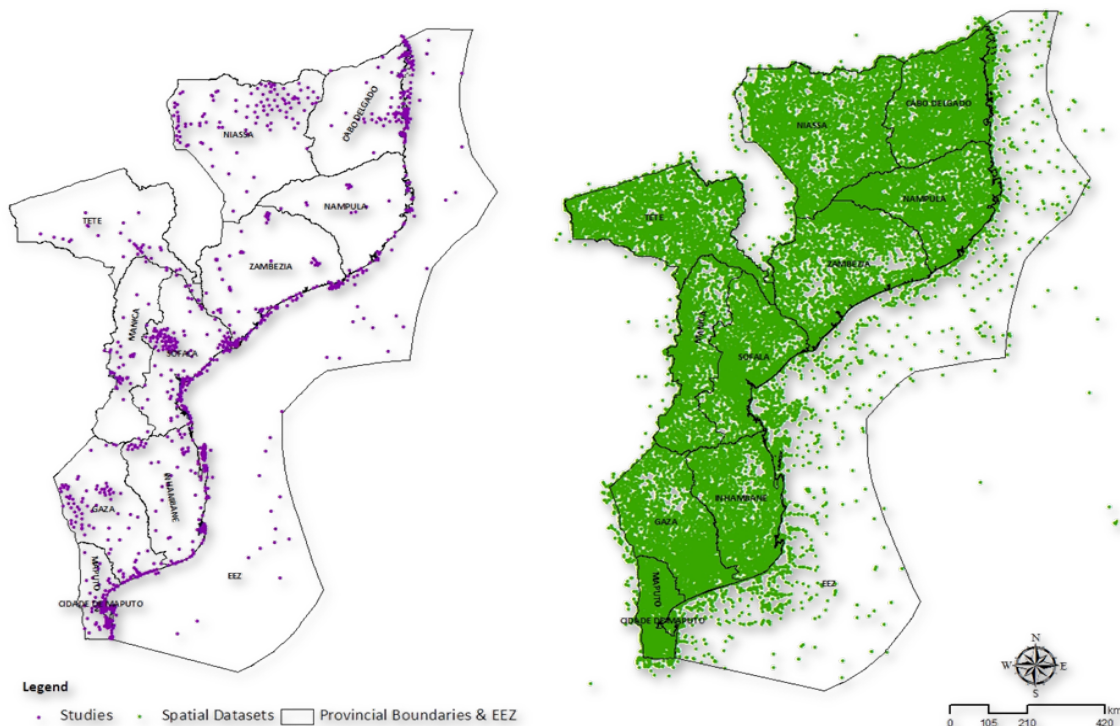 NIASSA
CABO DELGADO
NAMPULA
TETE
ZAMBEZIA
MANICA
SOFALA
INHAMBANE
GAZA
MAPUTO
CIDADE DE MAPUTO
EEZ
CABO DELGADO
NIASSA
NAMPULA
TETE
ZAMBEZIA
MANICA
SOFALA
INHAMBANE
GAZA
MAPUTO
CIDADE DE MAPUTO
EEZ
Legend
Studies Spatial Datasets Provincial Boundaries & EEZ
N
W E
S
km
0 105 210 420